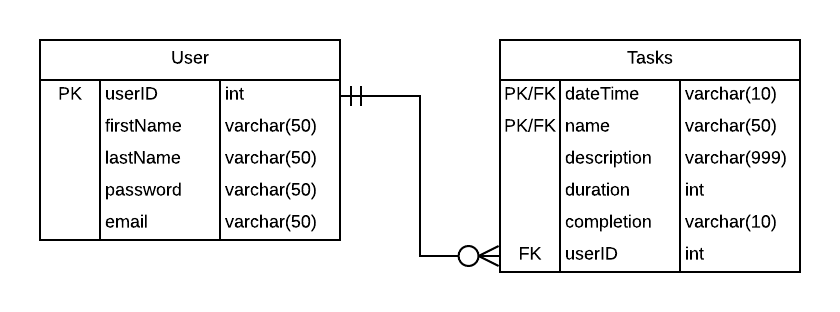 User
PK userID int
firstName varchar(50)
lastName varchar(50)
password varchar(50)
email varchar(50)
Tasks
PK/FK dateTime varchar(10)
PK/FK name varchar(50)
description varchar(999)
duration int
completion varchar(10)
FK userID int